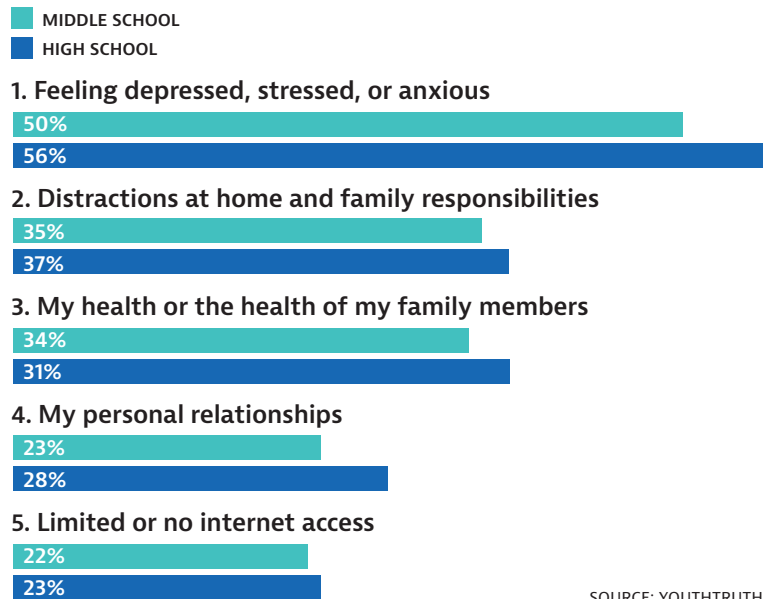 MIDDLE SCHOOL
HIGH SCHOOL
1. Feeling depressed, stressed, or anxious
50%
56%
2. Distractions at home and family responsibilities
35%
37%
3. My health or the health of my family members
34%
31%
4. My personal relationships
23%
28%
5. Limited or no internet access
22%
23%
SOURCE: YOUTHTRUTH